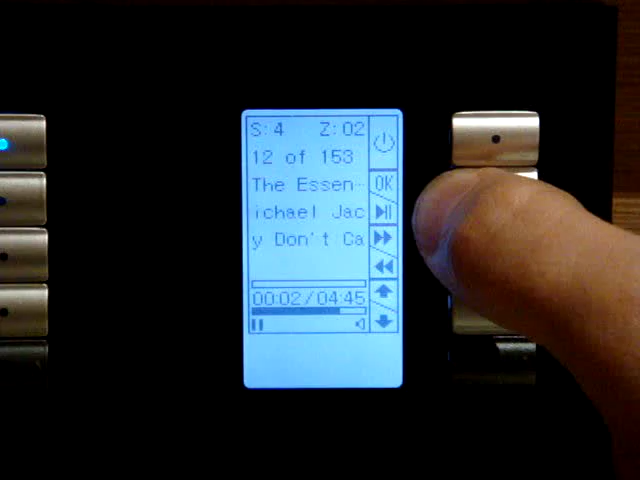 S: 4 Z: 02
12 of 153
The Essen… OK
ichael Jac
y Don't Ca
00:02/04:45